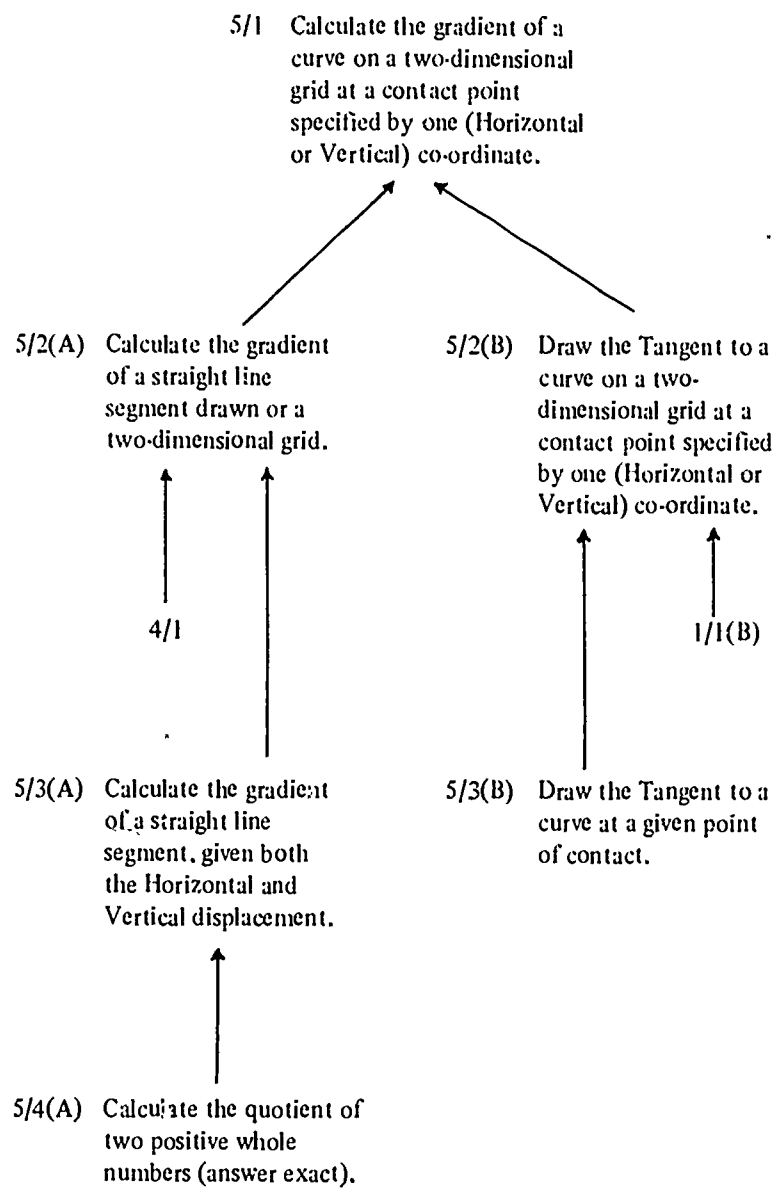 5/1 Calculate the gradient of a
curve on a two-dimensional
grid at a contact point
specified by one (Horizontal
or Vertical) co-ordinate.
5/2(A) Calculate the gradient
of a straight line
segment drawn or a
two-dimensional grid.
5/2(B) Draw the Tangent to a
curve on a two-
dimensional grid at a
contact point specified
by one (Horizontal or
Vertical) co-ordinate.
4/1
1/1(B)
5/3(A) Calculate the gradient
of a straight line
segment, given both
the Horizontal and
Vertical displacement.
5/3(B) Draw the Tangent to a
curve at a given point
of contact.
5/4(A) Calculate the quotient of
two positive whole
numbers (answer exact).